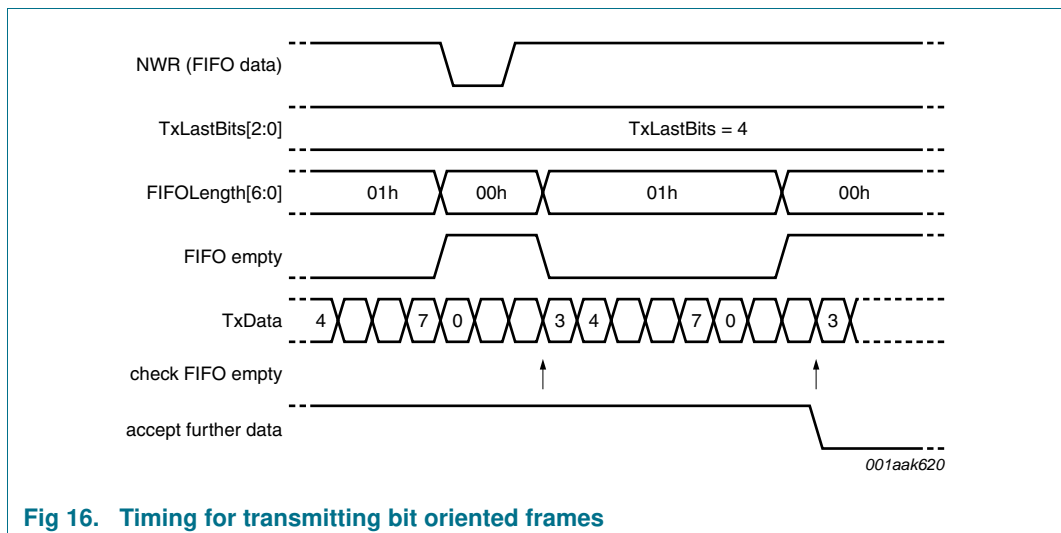 NWR (FIFO data)
TxLastBits[2:0] TxLastBits = 4
FIFOLength[6:0] 01h 00h 01h 00h
FIFO empty
TxData 4 7 0 3 4 7 0 3
check FIFO empty
accept further data
001aak620
Fig 16. Timing for transmitting bit oriented frames